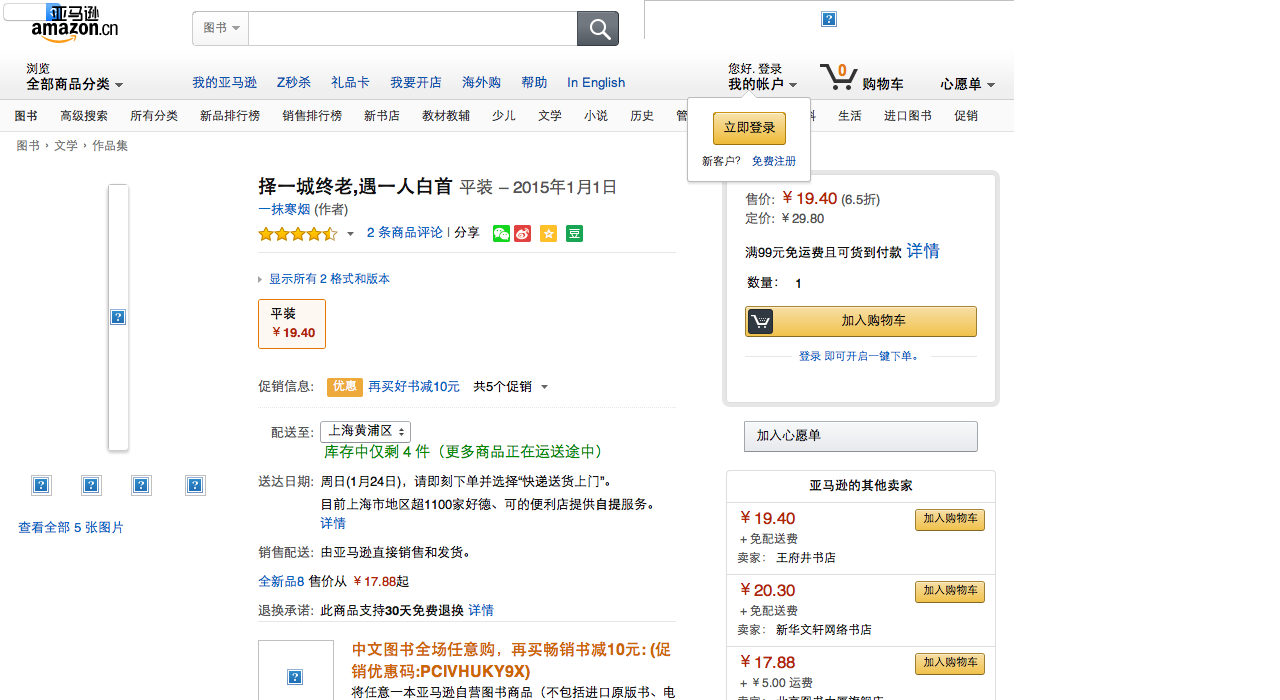 亚马逊
amazon.cn
图书
浏览
全部商品分类
我的亚马逊 Z秒杀 礼品卡 我要开店 海外购 帮助 In English
您好. 登录
我的帐户
0 购物车
心愿单
图书 高级搜索 所有分类 新品排行榜 销售排行榜 新书店 教材教辅 少儿 文学 小说 历史 生活 进口图书 促销
立即登录
新客户? 免费注册
图书 › 文学 › 作品集
择一城终老,遇一人白首 平装 – 2015年1月1日
一抹寒烟 (作者)
2 条商品评论 | 分享
豆
显示所有 2 格式和版本
平装
￥19.40
促销信息: 优惠 再买好书减10元 共5个促销
配送至: 上海黄浦区
库存中仅剩 4 件（更多商品正在运送途中）
送达日期: 周日(1月24日)，请即刻下单并选择“快递送货上门”。
目前上海市地区超1100家好德、可的便利店提供自提服务。
详情
销售配送: 由亚马逊直接销售和发货。
全新品8 售价从 ￥17.88起
退换承诺: 此商品支持30天免费退换 详情
中文图书全场任意购，再买畅销书减10元: (促
销优惠码:PCIVHUKY9X)
将任意一本亚马逊自营图书商品（不包括进口原版书、电
查看全部 5 张图片
售价: ￥19.40 (6.5折)
定价: ￥29.80
满99元免运费且可货到付款 详情
数量： 1
加入购物车
登录 即可开启一键下单。
加入心愿单
亚马逊的其他卖家
￥19.40 加入购物车
+ 免配送费
卖家： 王府井书店
￥20.30 加入购物车
+ 免配送费
卖家： 新华文轩网络书店
￥17.88 加入购物车
+ ￥5.00 运费